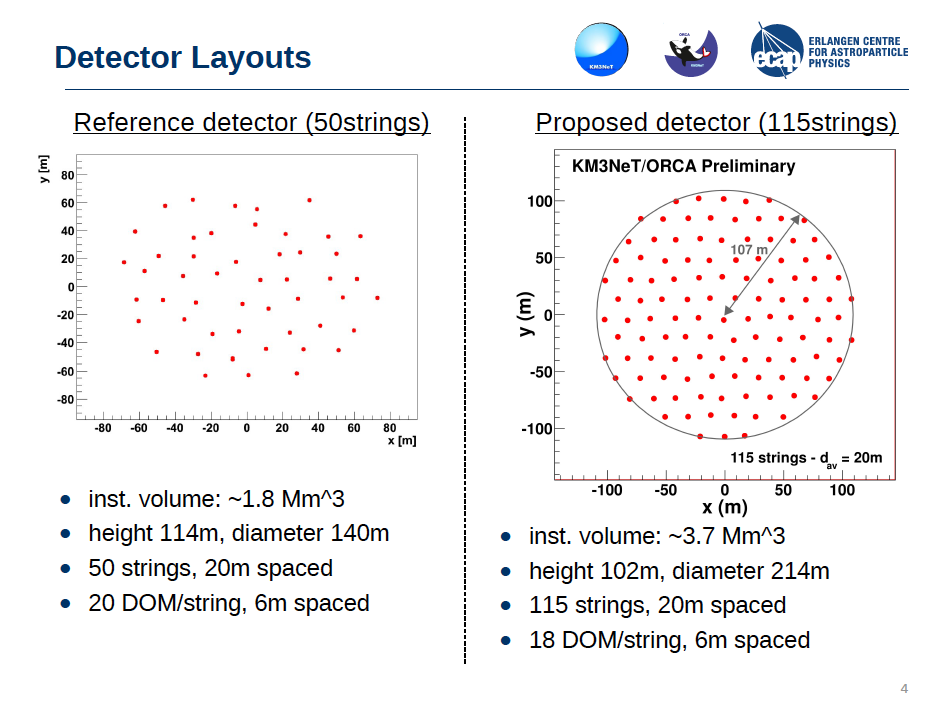 Detector Layouts
KM3NeT
ORCA
KM3NeT
ecap
ERLANGEN CENTRE
FOR ASTROPARTICLE
PHYSICS
Reference detector (50strings)
y [m]
80
60
40
20
0
-20
-40
-60
-80
-80 -60 -40 -20 0 20 40 60 80
x [m]
inst. volume: ~1.8 Mm^3
height 114m, diameter 140m
50 strings, 20m spaced
20 DOM/string, 6m spaced
Proposed detector (115strings)
KM3NeT/ORCA Preliminary
y (m)
100
50
0
-50
-100
107 m
115 strings - dav = 20m
-100 -50 0 50 100
x (m)
inst. volume: ~3.7 Mm^3
height 102m, diameter 214m
115 strings, 20m spaced
18 DOM/string, 6m spaced
4